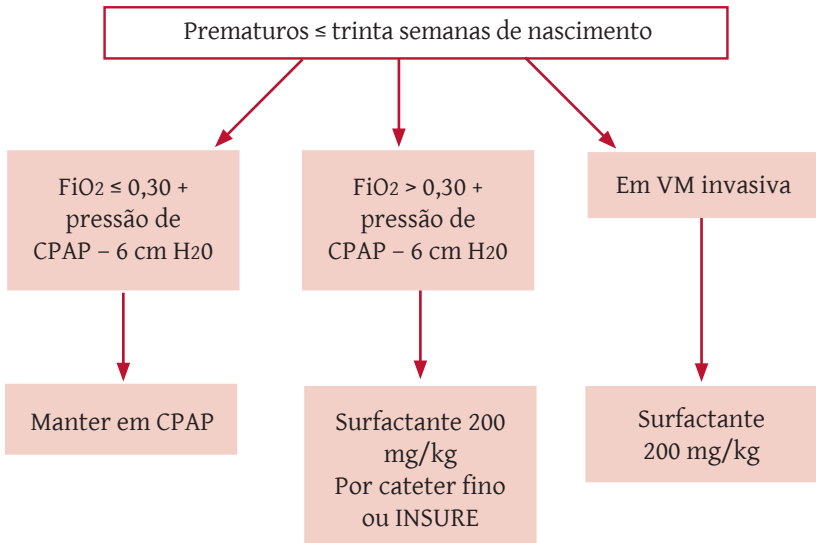 Prematuros ≤ trinta semanas de nascimento
FiO2 ≤ 0,30 +
pressão de
CPAP – 6 cm H20
FiO2 > 0,30 +
pressão de
CPAP – 6 cm H20
Em VM invasiva
Manter em CPAP
Surfactante 200
mg/kg
Por cateter fino
ou INSURE
Surfactante
200 mg/kg